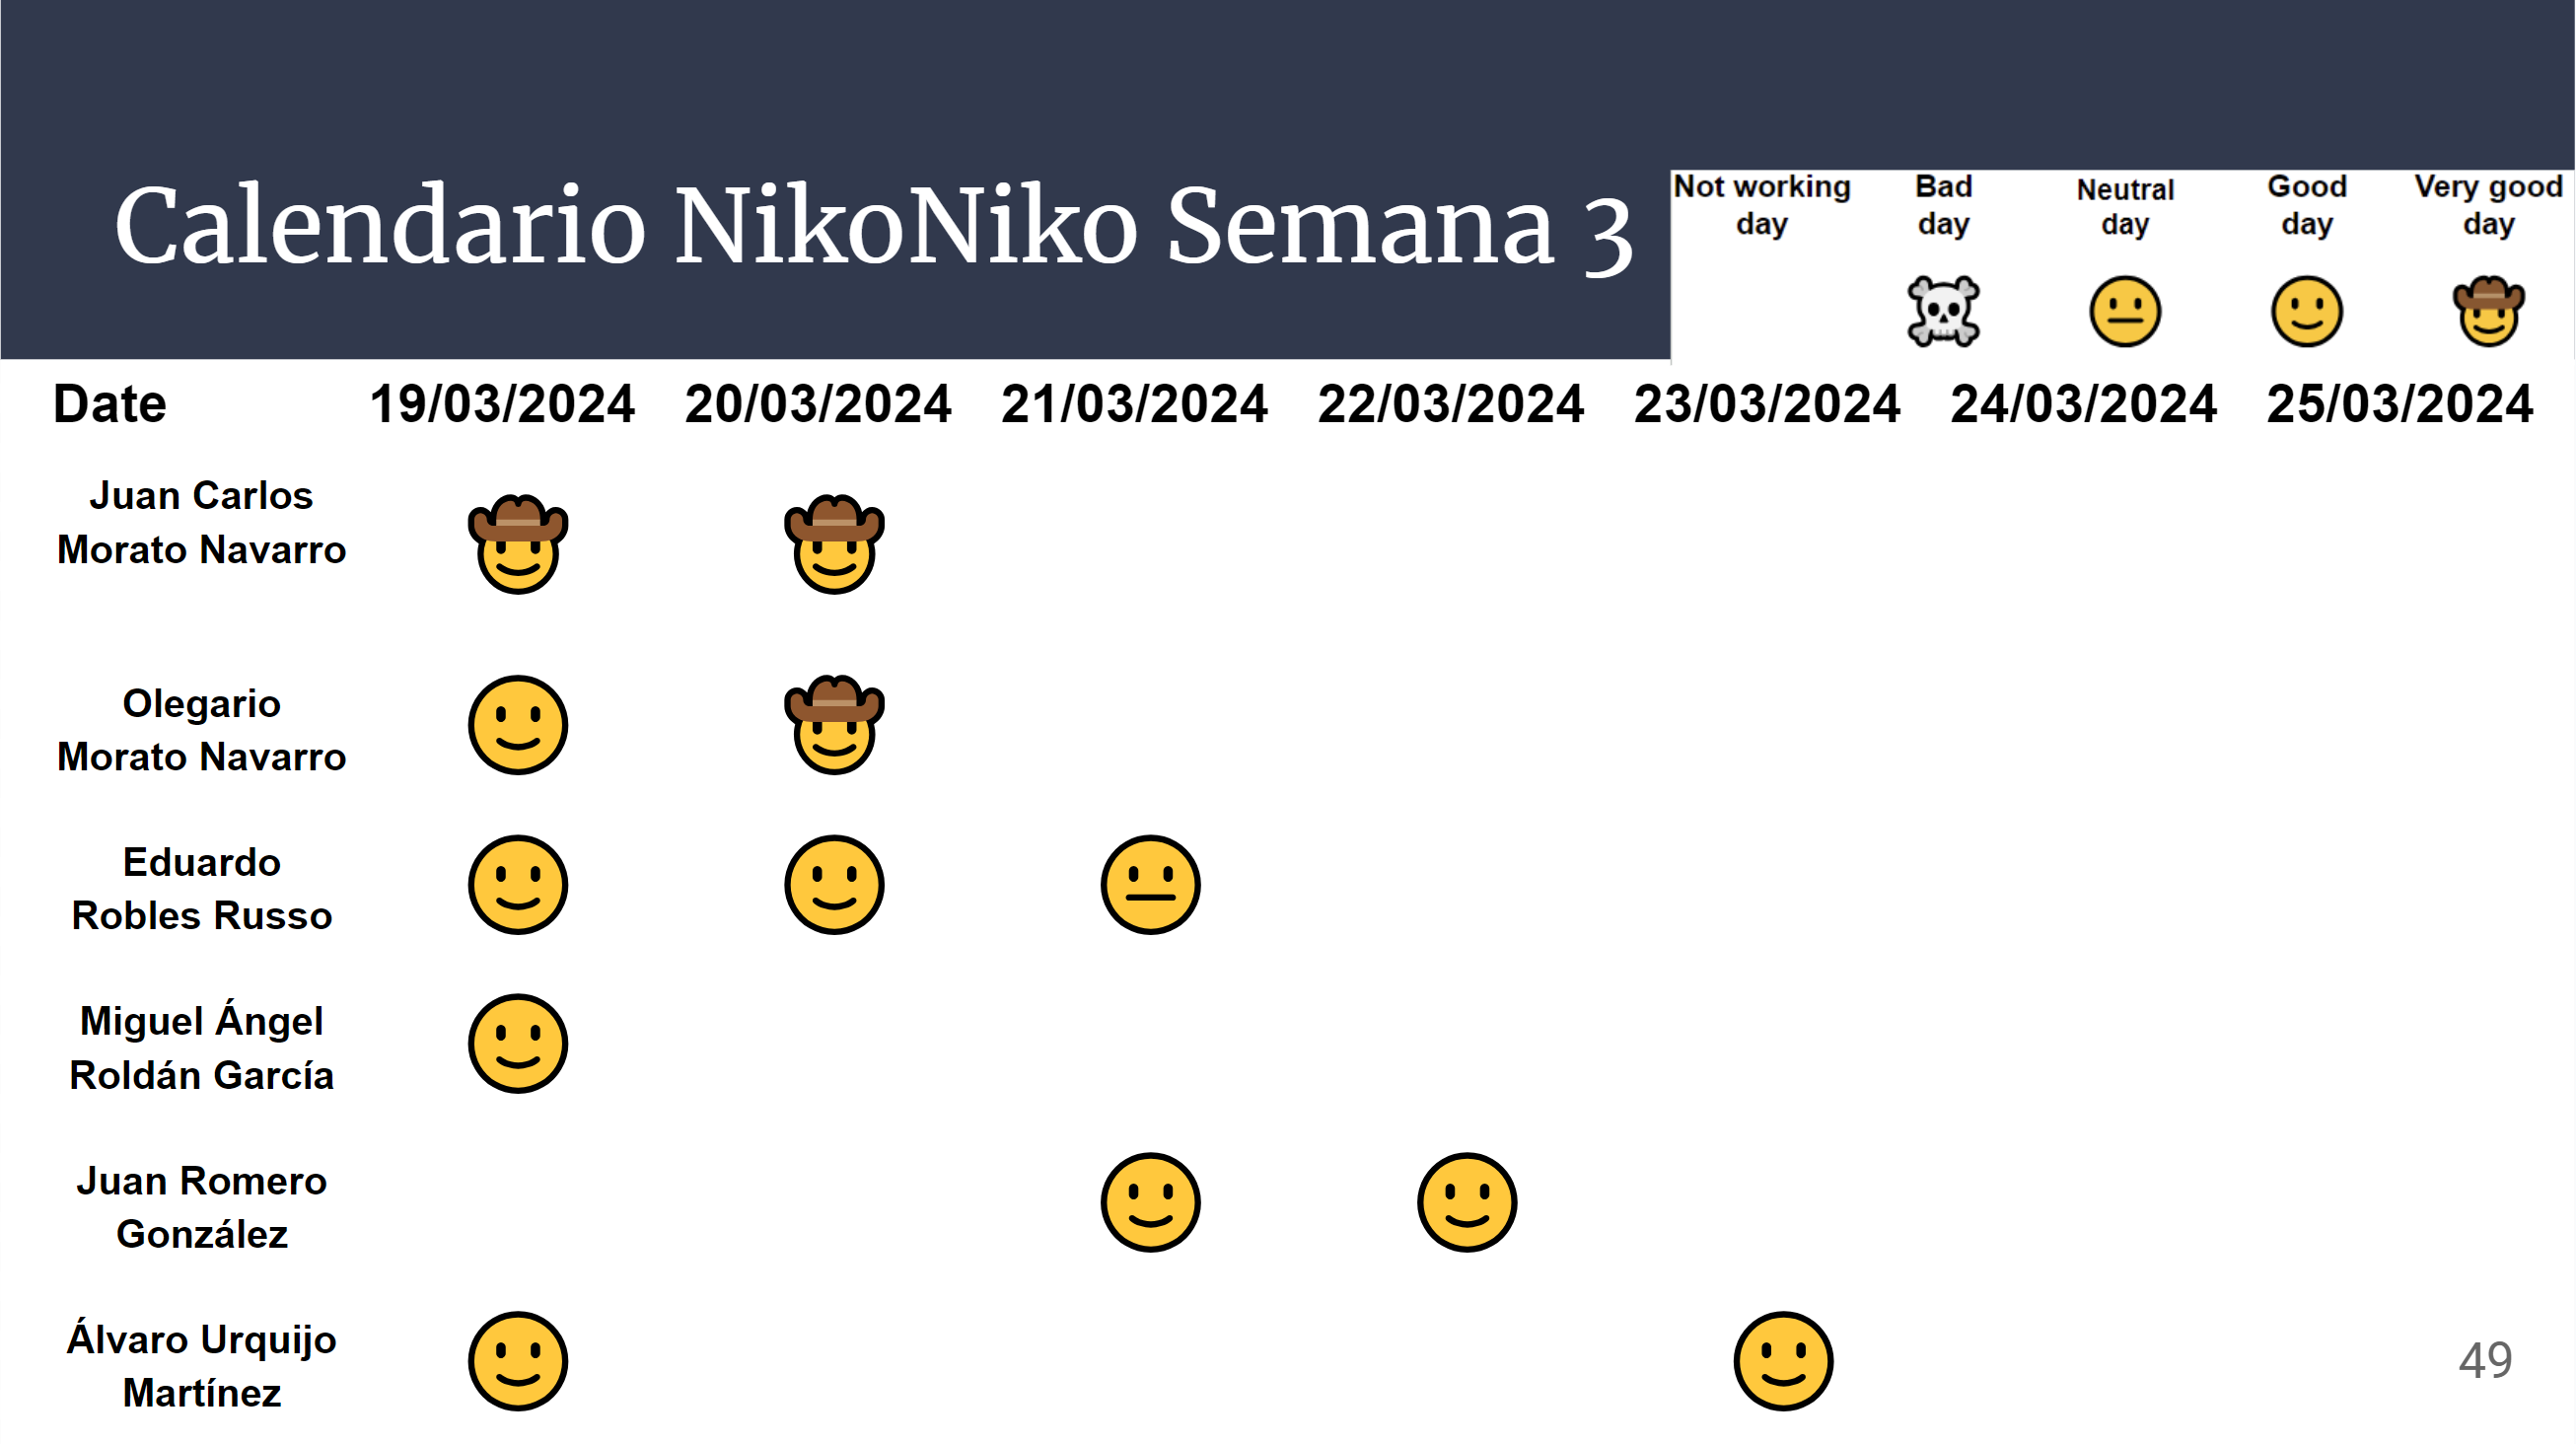 Calendario NikoNiko Semana 3
Not working day
Bad day
Neutral day
Good day
Very good day
Date 19/03/2024 20/03/2024 21/03/2024 22/03/2024 23/03/2024 24/03/2024 25/03/2024
Juan Carlos
Morato Navarro
Olegario
Morato Navarro
Eduardo
Robles Russo
Miguel Ángel
Roldán García
Juan Romero
González
Álvaro Urquijo
Martínez
49